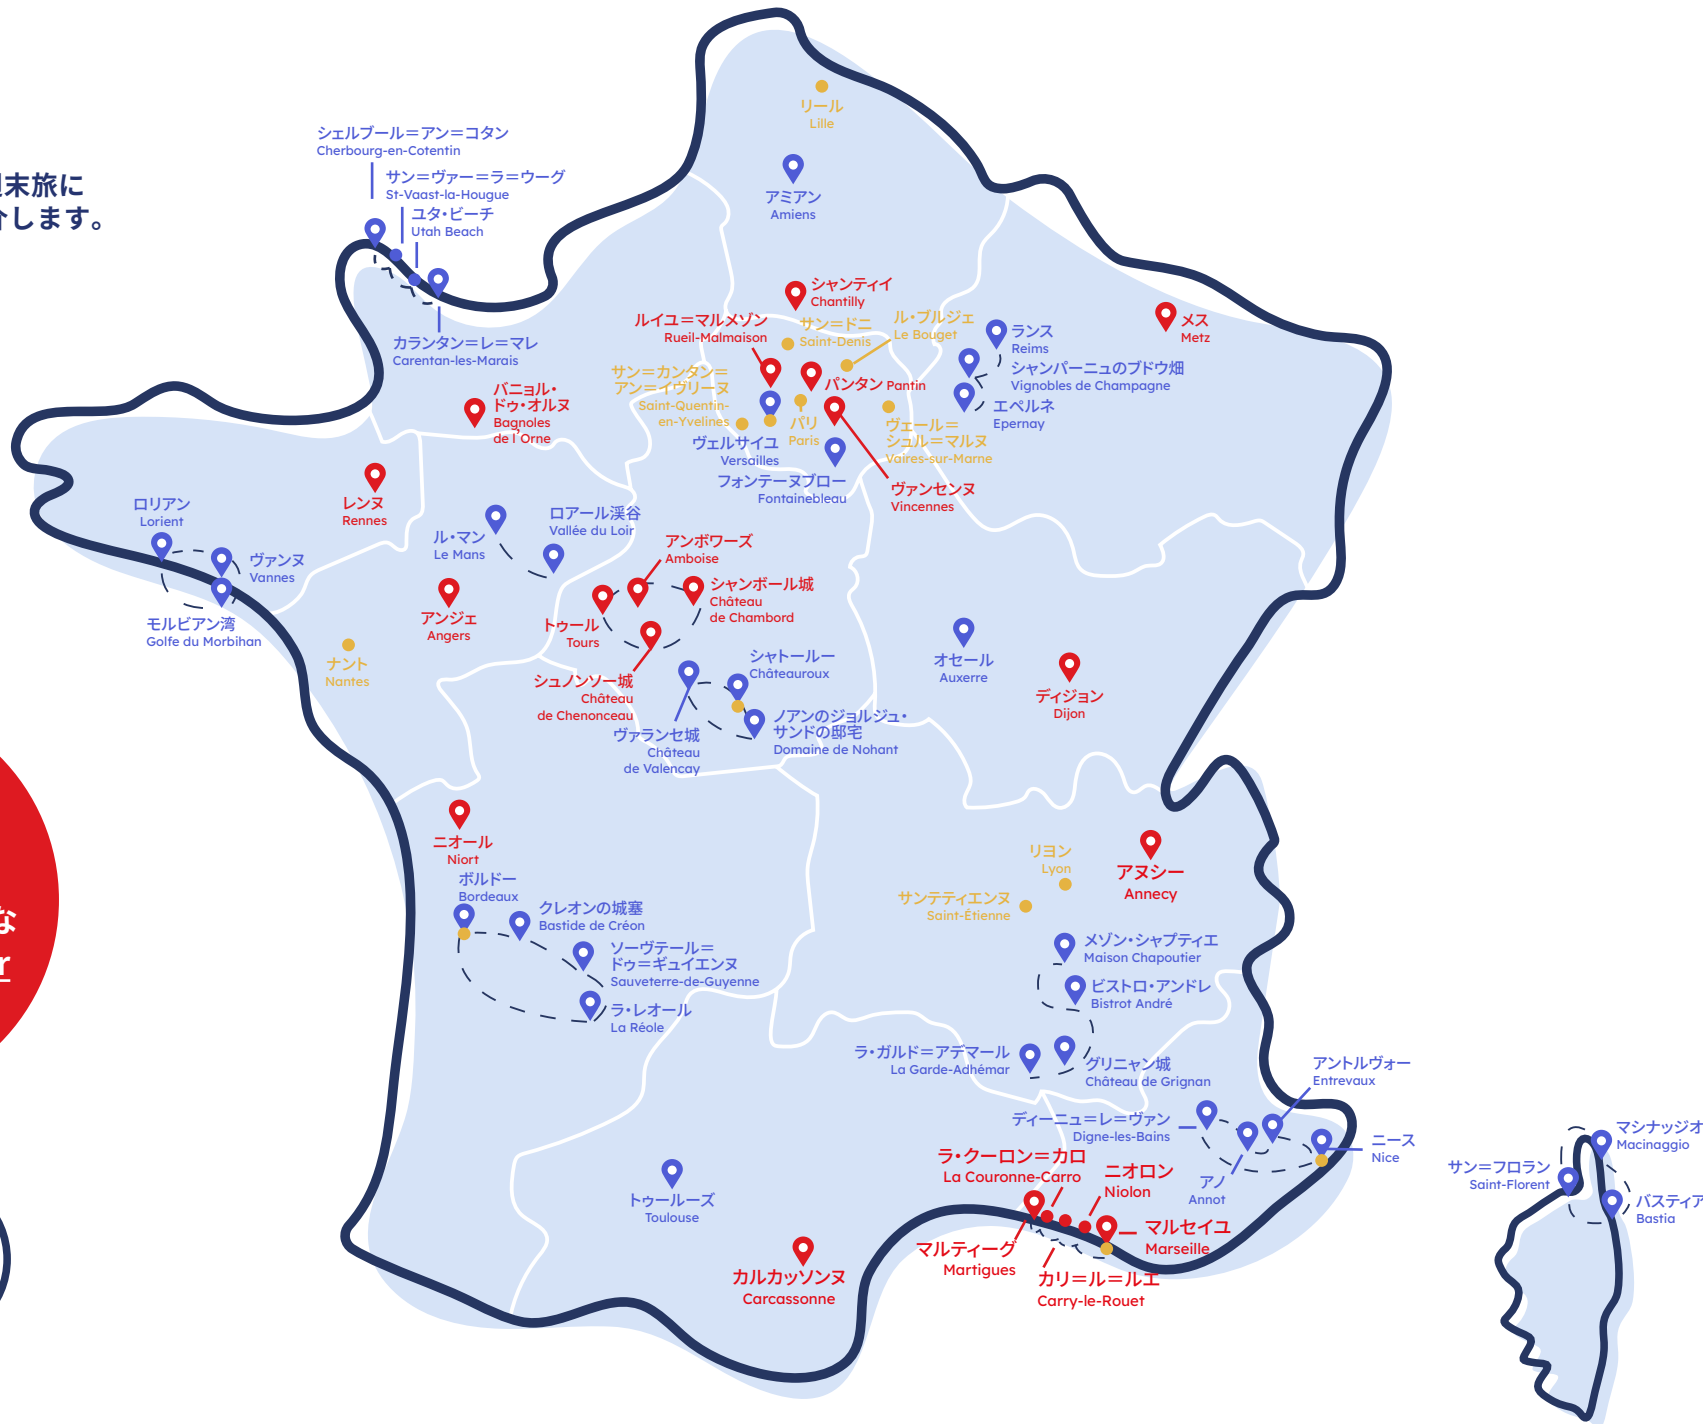 末旅に
介します。
な
r
リール
Lille
シェルブール＝アン＝コタン
Cherbourg-en-Cotentin
サン＝ヴァー＝ラ＝ウーグ
St-Vaast-la-Hougue
ユタ・ビーチ
Utah Beach
カランタン＝レ＝マレ
Carentan-les-Marais
アミアン
Amiens
シャンティイ
Chantilly
ルイユ＝マルメゾン
Rueil-Malmaison
サン＝ドニ
Saint-Denis
ル・ブルジェ
Le Bouget
ランス
Reims
メス
Metz
シャンパーニュのブドウ畑
Vignobles de Champagne
エペルネ
Epernay
サン＝カンタン＝
アン＝イヴリーヌ
Saint-Quentin-
en-Yvelines
パンタン Pantin
バニョル・
ドゥ・オルヌ
Bagnoles
de l'Orne
パリ
Paris
ヴェール＝
シュル＝マルヌ
Vaires-sur-Marne
ヴェルサイユ
Versailles
フォンテーヌブロー
Fontainebleau
ヴァンセンヌ
Vincennes
レンヌ
Rennes
ロリアン
Lorient
ヴァンヌ
Vannes
モルビアン湾
Golfe du Morbihan
ル・マン
Le Mans
ロアール渓谷
Vallée du Loir
アンボワーズ
Amboise
シャンボール城
Château
de Chambord
アンジェ
Angers
トゥール
Tours
ナント
Nantes
シュノンソー城
Château
de Chenonceau
シャトールー
Châteauroux
ヴァランセ城
Château
de Valencay
ノアンのジョルジュ・
サンドの邸宅
Domaine de Nohant
オセール
Auxerre
ディジョン
Dijon
ニオール
Niort
ボルドー
Bordeaux
クレオンの城塞
Bastide de Créon
ソーヴテール＝
ドゥ＝ギュイエンヌ
Sauveterre-de-Guyenne
ラ・レオール
La Réole
リヨン
Lyon
アヌシー
Annecy
サンテティエンヌ
Saint-Étienne
メゾン・シャプティエ
Maison Chapoutier
ビストロ・アンドレ
Bistrot André
ラ・ガルド＝アデマール
La Garde-Adhémar
グリニャン城
Château de Grignan
アントルヴォー
Entrevaux
ディーニュ＝レ＝ヴァン
Digne-les-Bains
ニース
Nice
アノ
Annot
ラ・クーロン＝カロ
La Couronne-Carro
ニオロン
Niolon
マルセイユ
Marseille
マルティーグ
Martigues
カリ＝ル＝ルエ
Carry-le-Rouet
トゥールーズ
Toulouse
カルカッソンヌ
Carcassonne
マシナッジオ
Macinaggio
サン＝フロラン
Saint-Florent
バスティア
Bastia